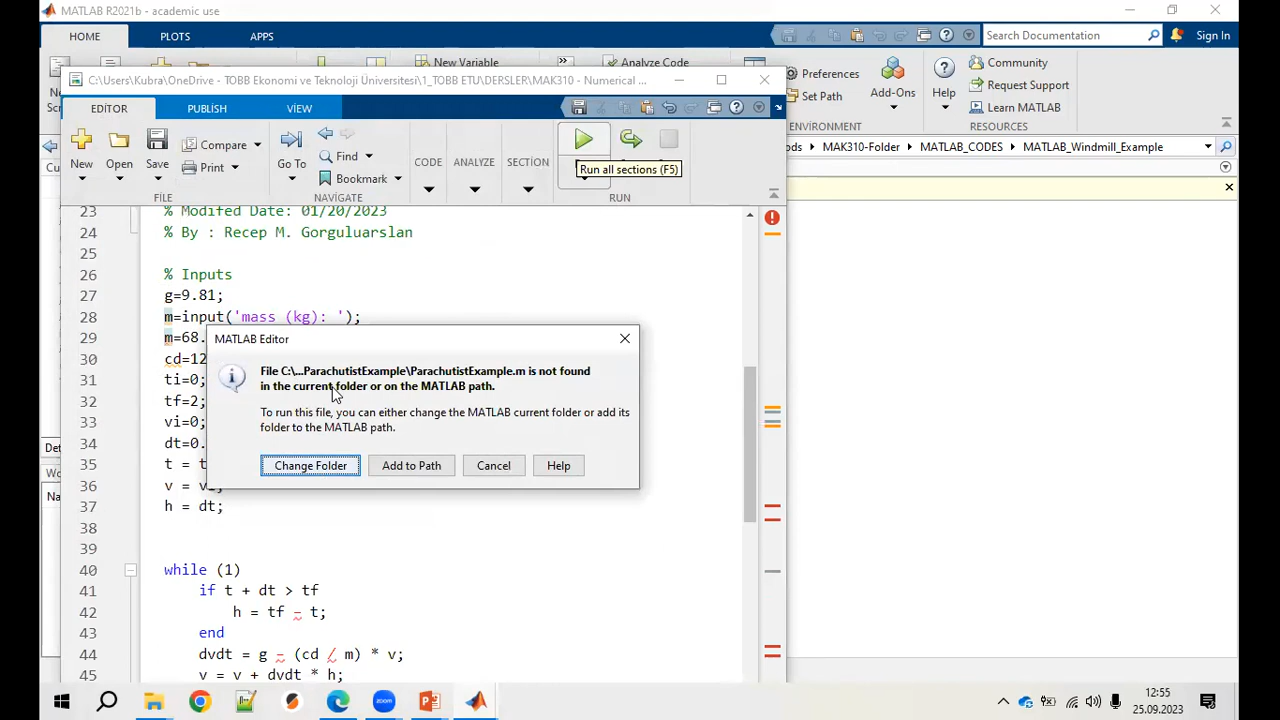 MATLAB R2021b - academic use
HOME PLOTS APPS
Search Documentation
Sign In
New Variable
Analyze Code
Preferences
Set Path
Add-Ons
Help
Community
Request Support
Learn MATLAB
ENVIRONMENT
RESOURCES
C:\Users\Kubra\OneDrive - TOBB Ekonomi ve Teknoloji Üniversitesi\1_TOBB ETU\DERSLER\MAK310 - Numerical ...
EDITOR PUBLISH VIEW
New
Open
Save
Compare
Print
Go To
Find
Bookmark
CODE
ANALYZE
SECTION
Run all sections (F5)
FILE
NAVIGATE
RUN
MAK310-Folder
MATLAB_CODES
MATLAB_Windmill_Example
23 % Modifed Date: 01/20/2023
24 % By : Recep M. Gorguluarslan
25
26 % Inputs
27 g=9.81;
28 m=input('mass (kg): ');
29 m=68.
30 cd=12
31 ti=0;
32 tf=2;
33 vi=0;
34 dt=0.
35 t = t
36 v = v
37 h = dt;
38
39
40 while (1)
41 if t + dt > tf
42 h = tf - t;
43 end
44 dvdt = g - (cd / m) * v;
45 v = v + dvdt * h;
MATLAB Editor
File C:\...ParachutistExample\ParachutistExample.m is not found
in the current folder or on the MATLAB path.
To run this file, you can either change the MATLAB current folder or add its
folder to the MATLAB path.
Change Folder
Add to Path
Cancel
Help
zoom
12:55
25.09.2023